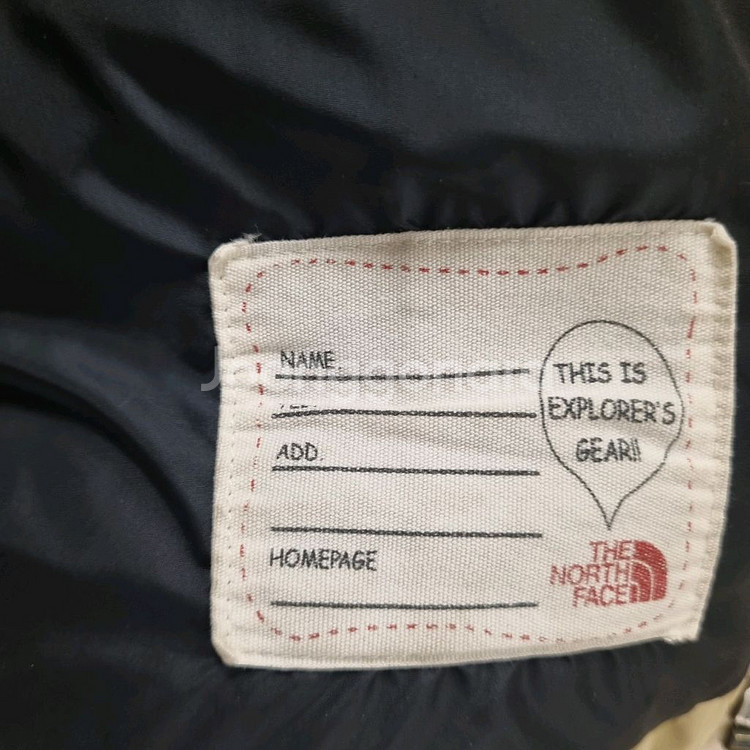 NAME.
ADD.
HOMEPAGE
THIS IS
EXPLORER'S
GEAR!!
THE
NORTH
FACE